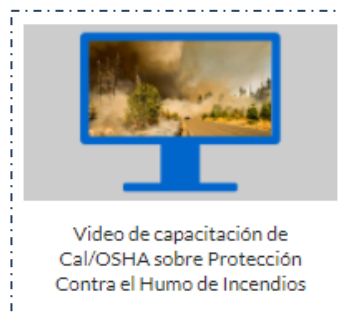 Video de capacitación de
Cal/OSHA sobre Protección
Contra el Humo de Incendios